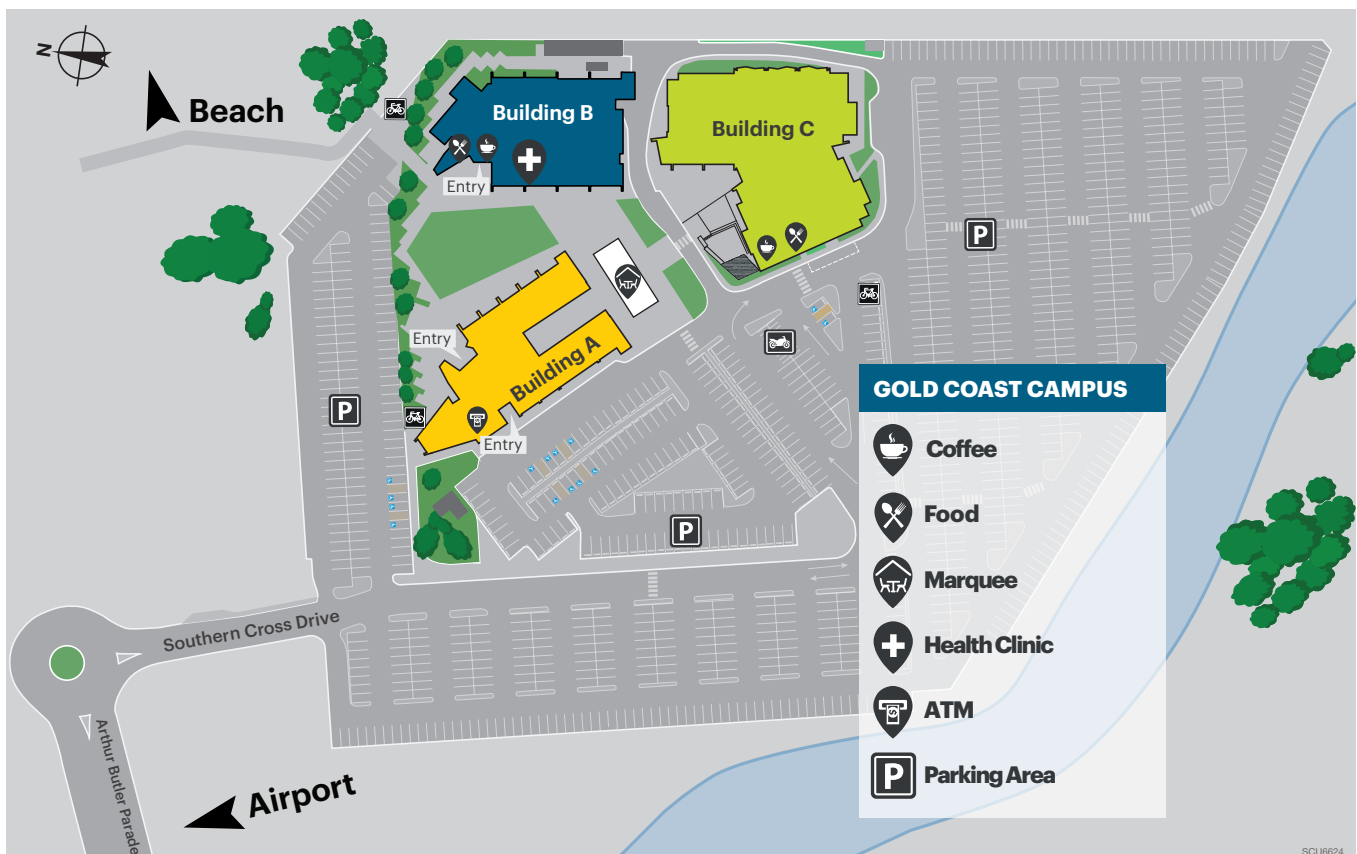 N
Beach
Building B
Building C
Entry
P
Entry
Building A
P
Entry
P
GOLD COAST CAMPUS
Coffee
Food
Marquee
Health Clinic
ATM
P Parking Area
Southern Cross Drive
Arthur Butler Parade
Airport
SCU6624